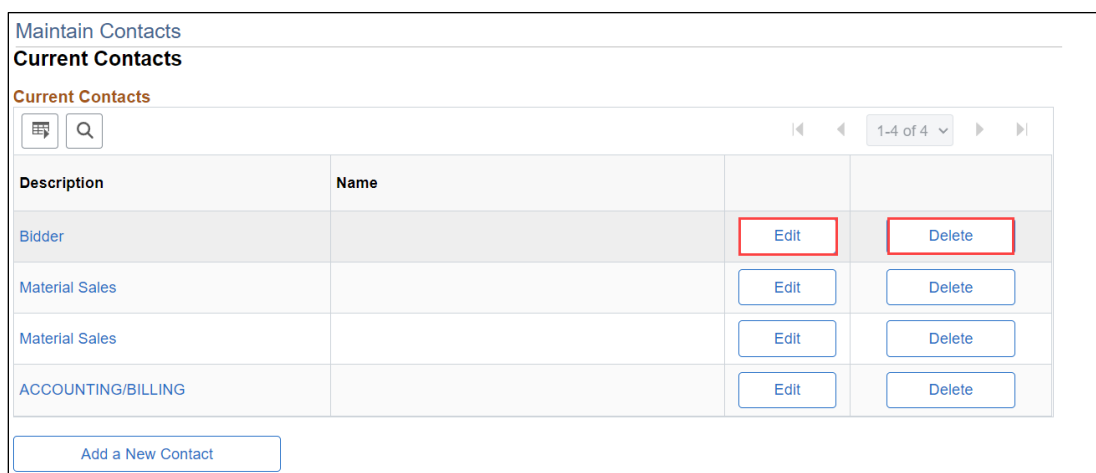 Maintain Contacts
Current Contacts
Current Contacts
1-4 of 4
Description Name
Bidder Edit Delete
Material Sales Edit Delete
Material Sales Edit Delete
ACCOUNTING/BILLING Edit Delete
Add a New Contact